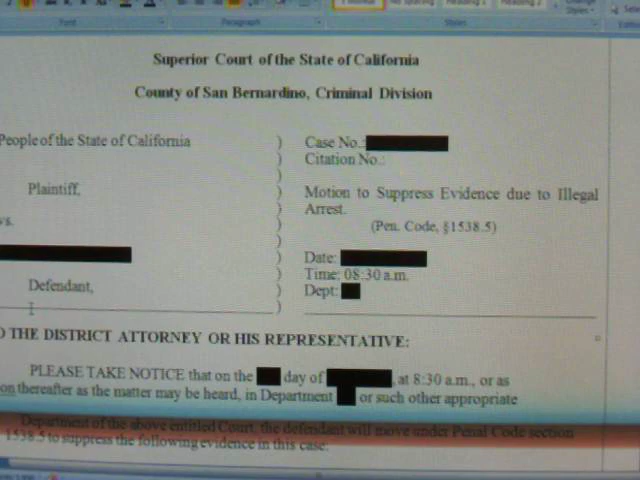 Font Paragraph Styles
Superior Court of the State of California
County of San Bernardino, Criminal Division
People of the State of California ) Case No.:
) Citation No.:
)
Plaintiff, ) Motion to Suppress Evidence due to Illegal
) Arrest.
vs. ) (Pen. Code, §1538.5)
)
) Date:
) Time: 08:30 a.m.
Defendant, ) Dept:
)
O THE DISTRICT ATTORNEY OR HIS REPRESENTATIVE:
PLEASE TAKE NOTICE that on the day of , at 8:30 a.m., or as
on thereafter as the matter may be heard, in Department or such other appropriate
Department of the above entitled Court, the defendant will move under Penal Code section
1538.5 to suppress the following evidence in this case: